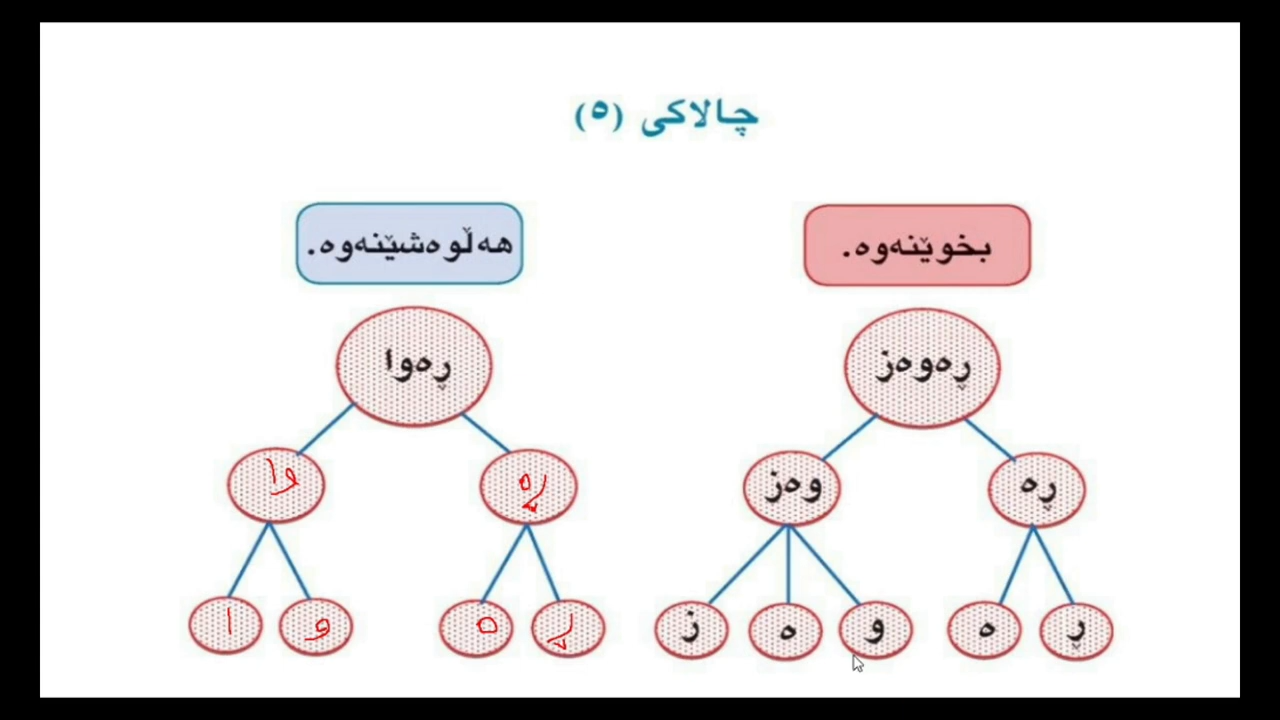 چالاکی (٥)
بخوێنەوە.
هەڵوەشێنەوە.
ڕەوەز
ڕەوا
ڕە
وەز
ڕە
وا
ڕ
ە
و
ە
ز
ڕ
ە
و
ا